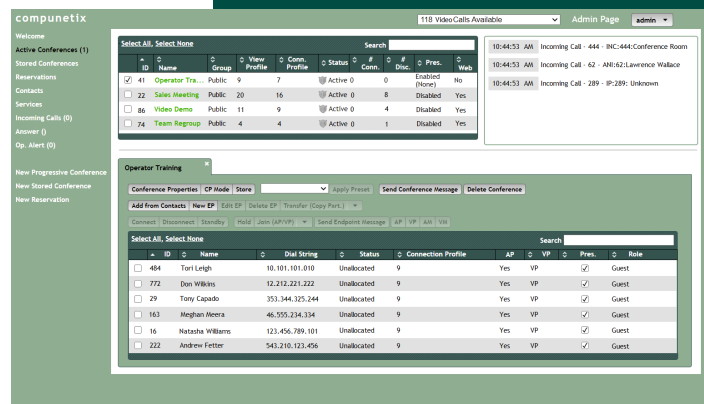 compunetix
118 Video Calls Available
Admin Page
admin
Welcome
Active Conferences (1)
Stored Conferences
Reservations
Contacts
Services
Incoming Calls (0)
Answer ()
Op. Alert (0)
New Progressive Conference
New Stored Conference
New Reservation
Select All, Select None Search
ID Name Group View Profile Conn. Profile Status # Conn. # Disc. Pres. Web
41 Operator Tra... Public 9 7 Active 0 0 Enabled (None) No
22 Sales Meeting Public 20 16 Active 0 8 Disabled Yes
86 Video Demo Public 11 9 Active 0 4 Disabled Yes
74 Team Regroup Public 4 4 Active 0 1 Disabled Yes
10:44:53 AM Incoming Call - 444 - INC:444:Conference Room
10:44:53 AM Incoming Call - 62 - ANI:62:Lawrence Wallace
10:44:53 AM Incoming Call - 289 - IP:289: Unknown
Operator Training
Conference Properties CP Mode Store Apply Preset Send Conference Message Delete Conference
Add from Contacts New EP Edit EP Delete EP Transfer (Copy Part.)
Connect Disconnect Standby Hold Join (AP/VP) Send Endpoint Message AP VP AM VM
Select All, Select None Search
ID Name Dial String Status Connection Profile AP VP Pres. Role
484 Tori Leigh 10.101.101.010 Unallocated 9 Yes VP Guest
772 Don Wilkins 12.212.221.222 Unallocated 9 Yes VP Guest
29 Tony Capado 353.344.325.244 Unallocated 9 Yes VP Guest
163 Meghan Meera 46.555.234.334 Unallocated 9 Yes VP Guest
16 Natasha Williams 123.456.789.101 Unallocated 9 Yes VP Guest
222 Andrew Fetter 543.210.123.456 Unallocated 9 Yes VP Guest